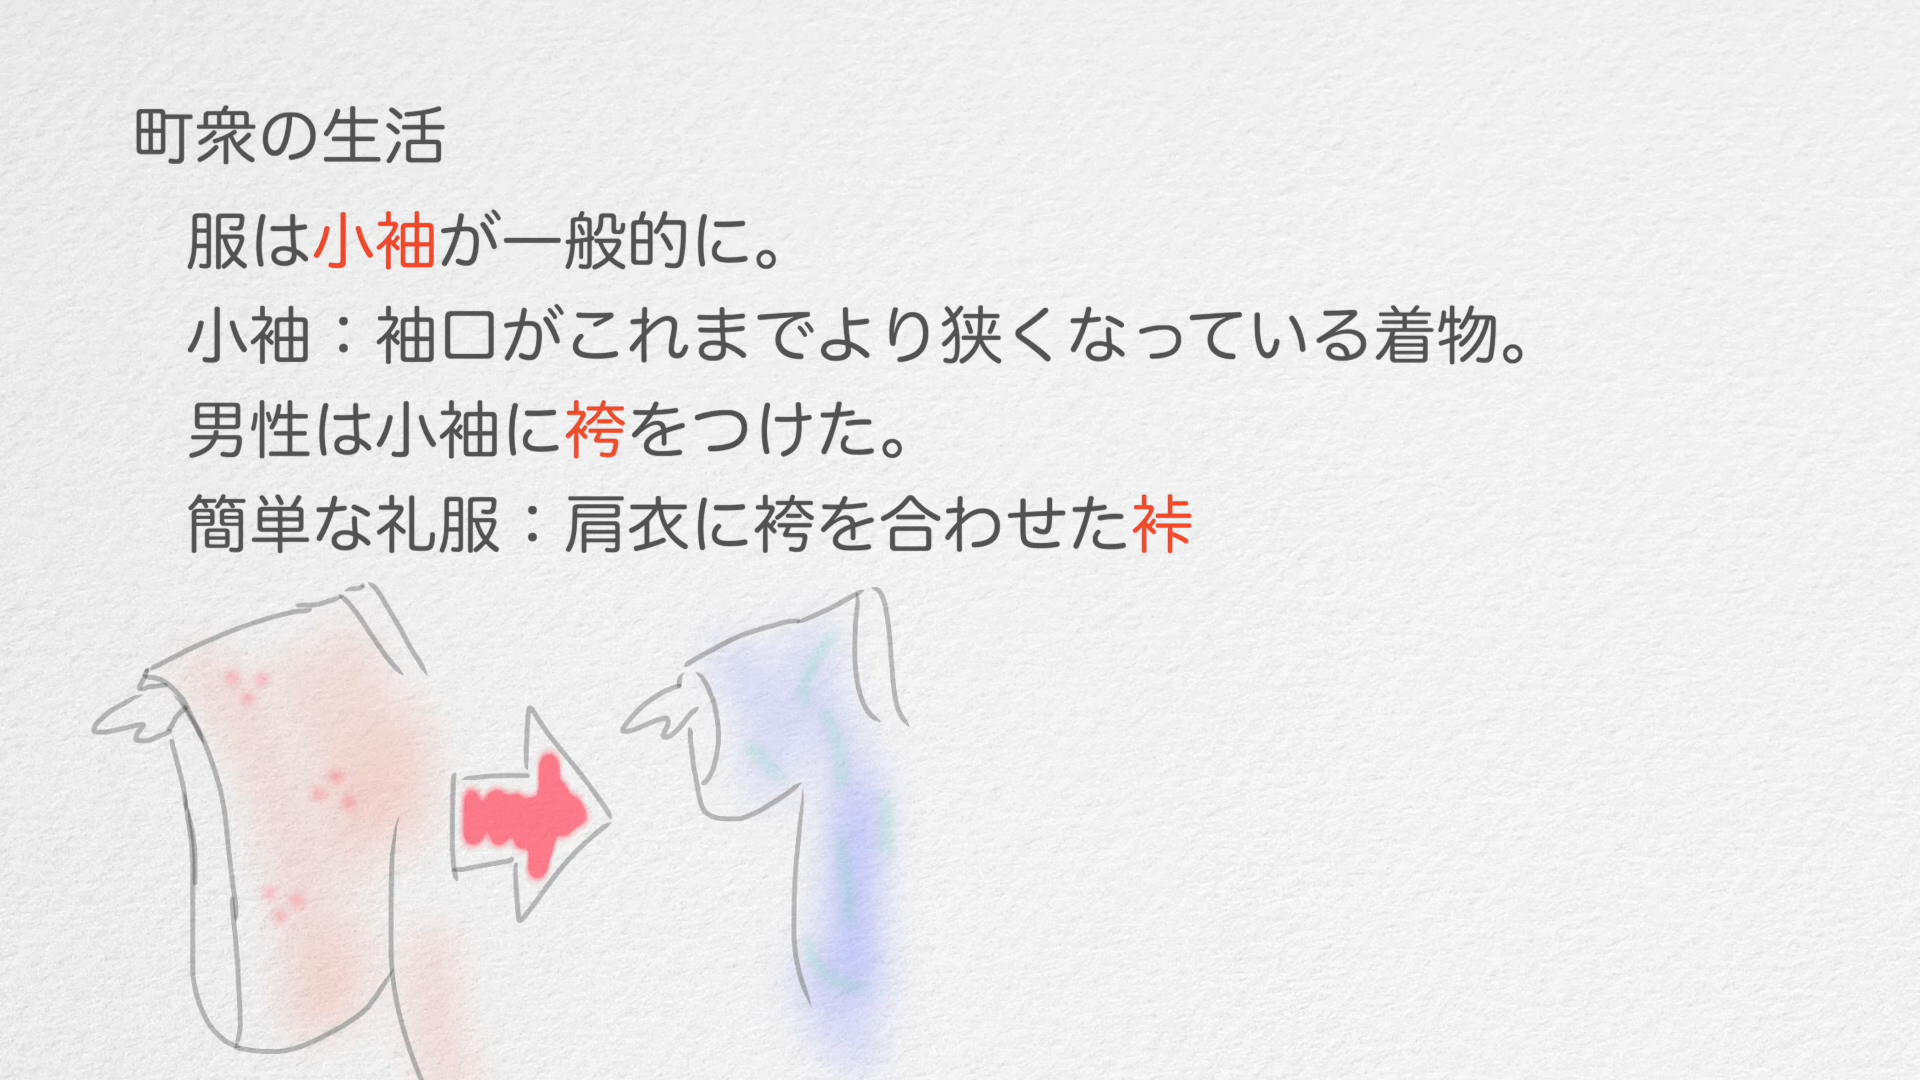 町衆の生活
服は小袖が一般的に。
小袖：袖口がこれまでより狭くなっている着物。
男性は小袖に袴をつけた。
簡単な礼服：肩衣に袴を合わせた裃